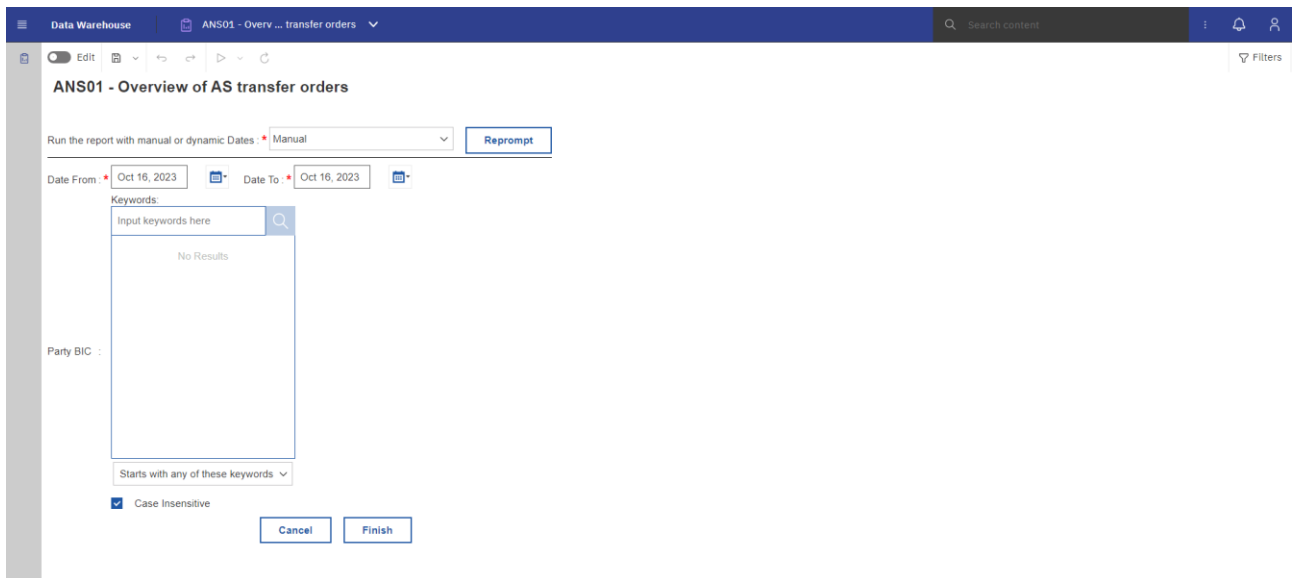 Data Warehouse ANS01 - Overv ... transfer orders Search content
Edit Filters
ANS01 - Overview of AS transfer orders
Run the report with manual or dynamic Dates : * Manual Reprompt
Date From : * Oct 16, 2023 Date To : * Oct 16, 2023
Keywords:
Input keywords here
No Results
Party BIC :
Starts with any of these keywords
Case Insensitive
Cancel Finish